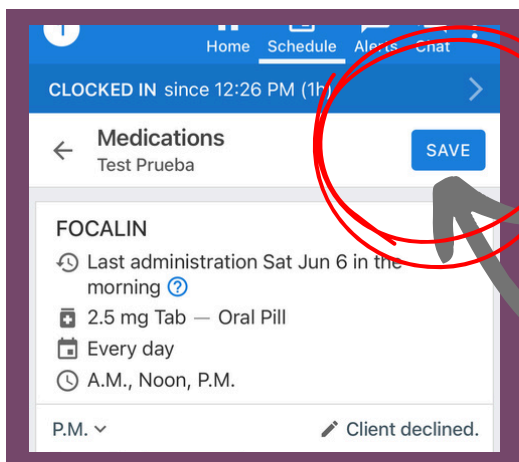 Home Schedule Alerts Chat
CLOCKED IN since 12:26 PM (1h)
Medications
SAVE
Test Prueba
FOCALIN
Last administration Sat Jun 6 in the
morning ?
2.5 mg Tab — Oral Pill
Every day
A.M., Noon, P.M.
P.M.
Client declined.